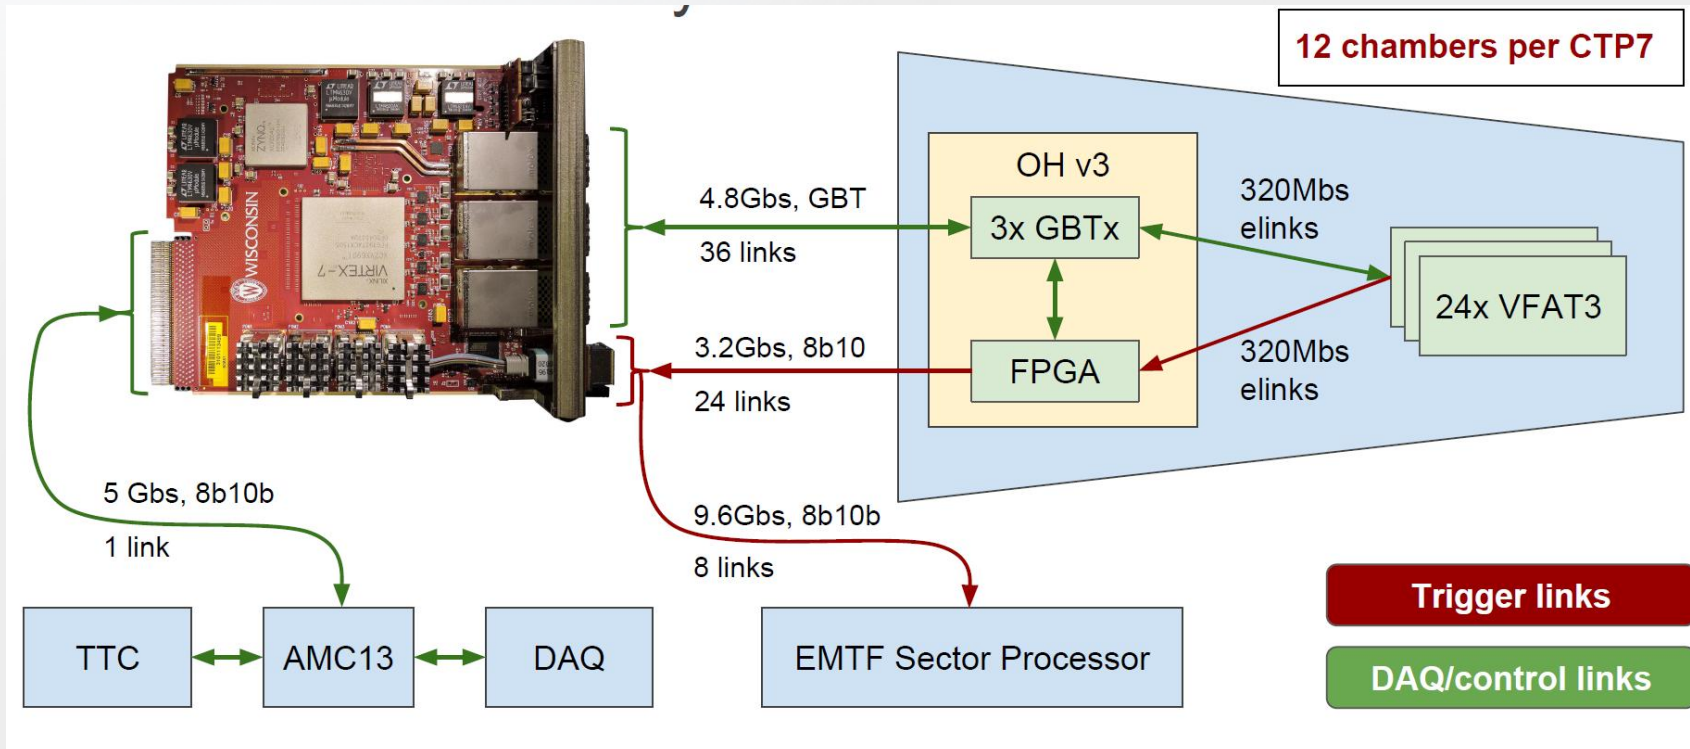 12 chambers per CTP7
OH v3
4.8Gbs, GBT
36 links
3x GBTx
320Mbs
elinks
24x VFAT3
3.2Gbs, 8b10
24 links
FPGA
320Mbs
elinks
WISCONSIN
ZYNQ
XILINX
VIRTEX-7
5 Gbs, 8b10b
1 link
9.6Gbs, 8b10b
8 links
TTC
AMC13
DAQ
EMTF Sector Processor
Trigger links
DAQ/control links